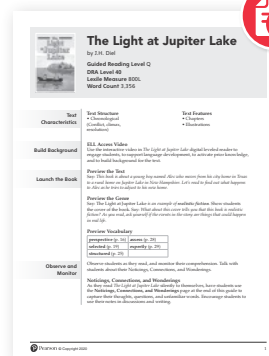 The Light at Jupiter Lake
by J.H. Diel
Guided Reading Level Q
DRA Level 40
Lexile Measure 800L
Word Count 3,356
Text
Characteristics
Text Structure
• Chronological
(Conflict, climax,
resolution)
Text Features
• Chapters
• Illustrations
Build Background
ELL Access Video
Use the interactive video in The Light at Jupiter Lake digital leveled reader to
engage students, to support language development, to activate prior knowledge,
and to build background for the text.
Launch the Book
Preview the Text
Say: This book is about a young boy named Alex who moves from his city home in Texas
to a rural home on Jupiter Lake in New Hampshire. Let's read to find out what happens
to Alex as he tries to adjust to his new home.
Preview the Genre
Say: The Light at Jupiter Lake is an example of realistic fiction. Show students
the cover of the book. Say: What about this cover tells you that this book is realistic
fiction? As you read, ask yourself if the events in the story are things that could happen
in real life.
Preview Vocabulary
perspective (p. 16) assess (p. 28)
selected (p. 19) expertly (p. 29)
structured (p. 25)
Observe and
Monitor
Observe students as they read, and monitor their comprehension. Talk with
students about their Noticings, Connections, and Wonderings.
Noticings, Connections, and Wonderings
As they read The Light at Jupiter Lake silently to themselves, have students use
the Noticings, Connections, and Wonderings page at the end of this guide to
capture their thoughts, questions, and unfamiliar words. Encourage students to
use their notes in discussions and writing.
Pearson © Copyright 2020
1